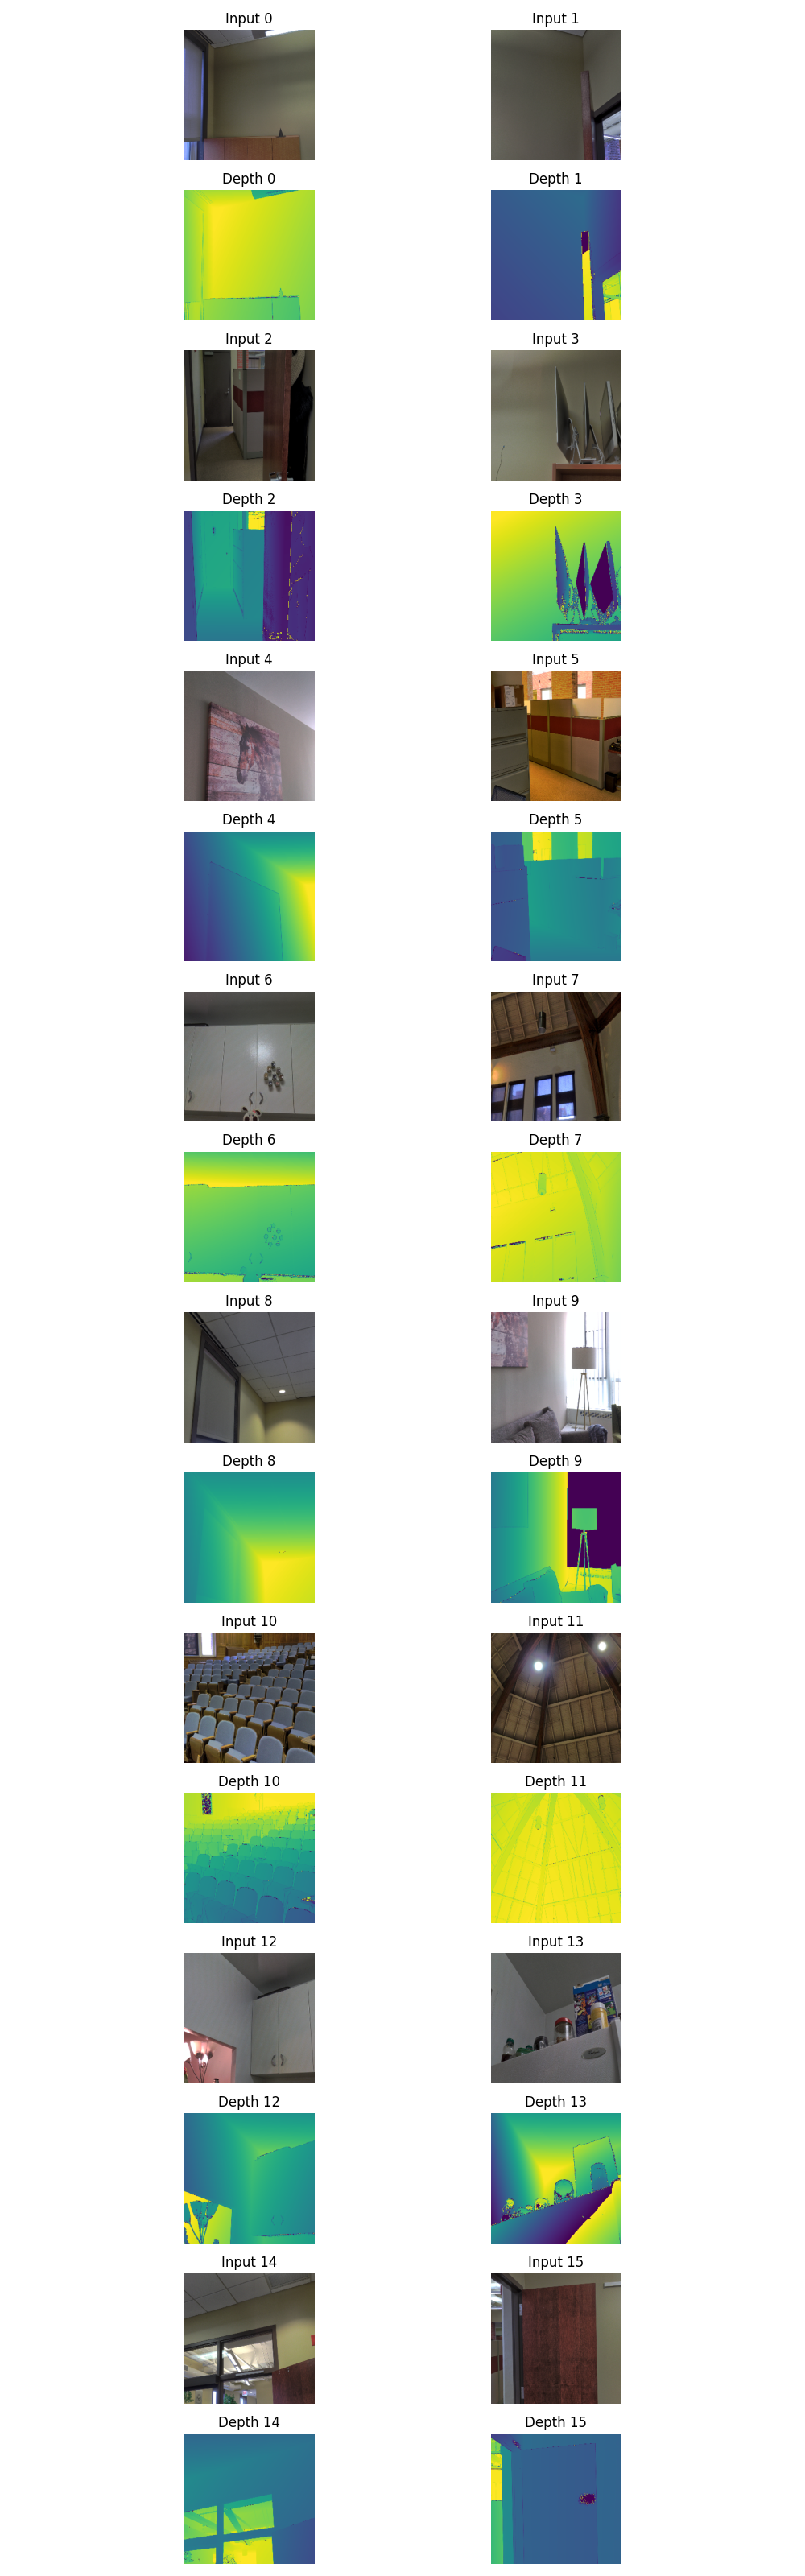 Input 0
Input 1
Depth 0
Depth 1
Input 2
Input 3
Depth 2
Depth 3
Input 4
Input 5
Depth 4
Depth 5
Input 6
Input 7
Depth 6
Depth 7
Input 8
Input 9
Depth 8
Depth 9
Input 10
Input 11
Depth 10
Depth 11
Input 12
Input 13
Depth 12
Depth 13
Input 14
Input 15
Depth 14
Depth 15